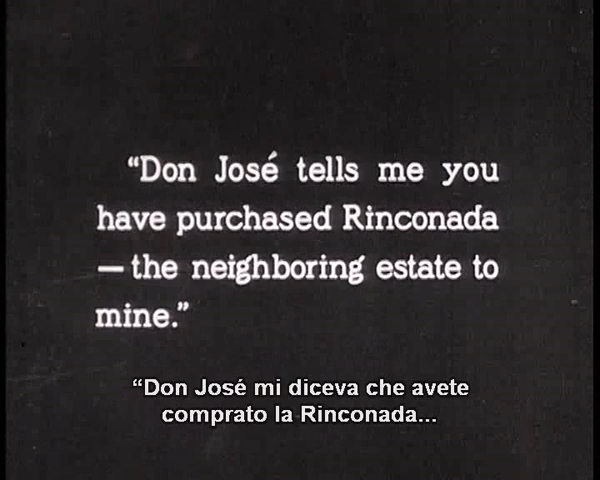 “Don José tells me you
have purchased Rinconada
—the neighboring estate to
mine.”
“Don José mi diceva che avete
comprato la Rinconada...